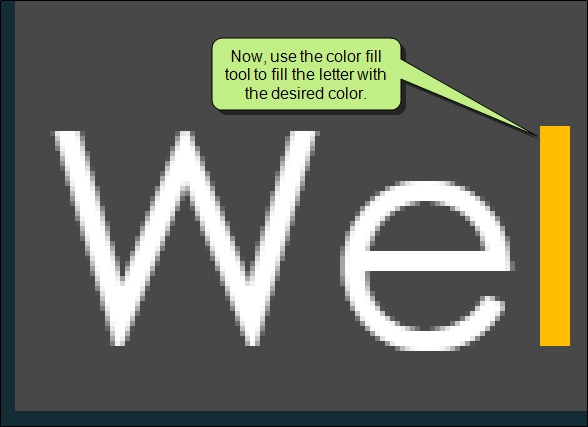 Now, use the color fill
tool to fill the letter with
the desired color.
Wel